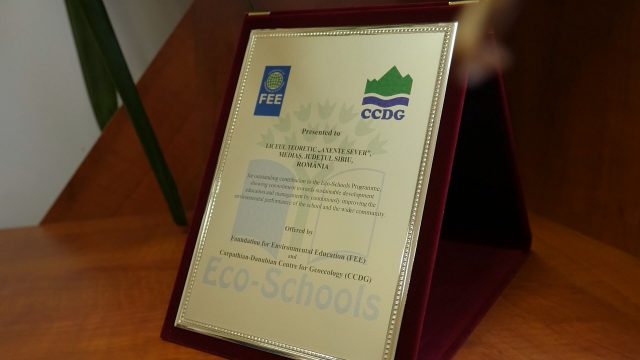 FEE
CCDG
Presented to
LICEUL TEORETIC „AXENTE SEVER”,
MEDIAȘ, JUDEȚUL SIBIU,
ROMÂNIA
for outstanding contribution to the Eco-Schools Programme,
showing commitment towards sustainable development
education and management by continuously improving the
environmental performance of the school and the wider community.
Offered by
Foundation for Environmental Education (FEE)
and
Carpathian-Danubian Centre for Geoecology (CCDG)
Eco-Schools